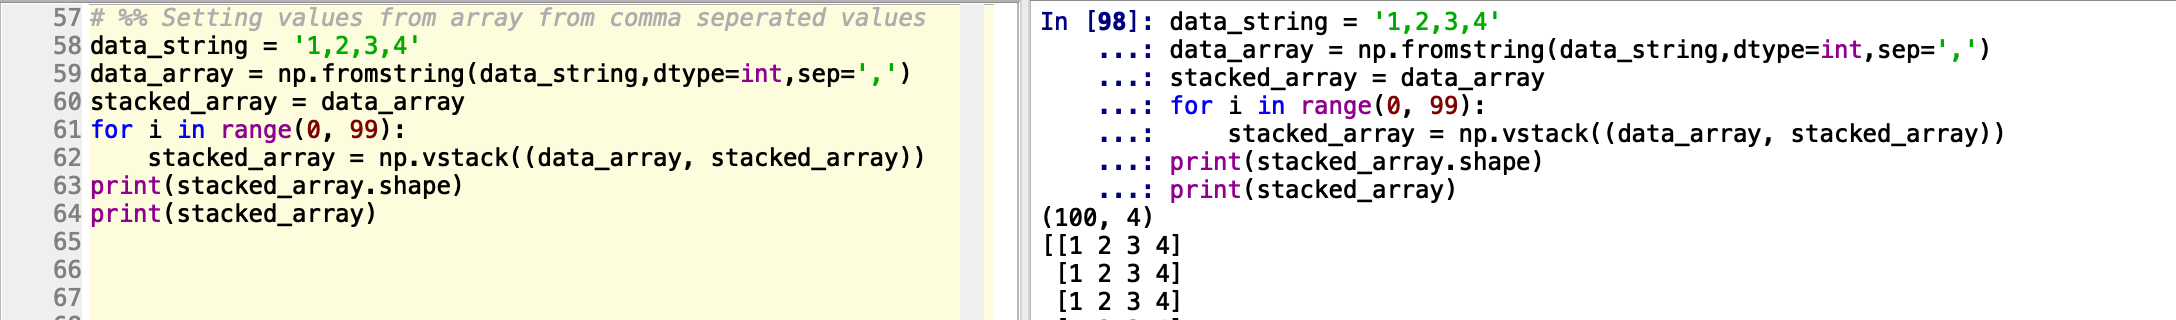 57 # %% Setting values from array from comma seperated values
58 data_string = '1,2,3,4'
59 data_array = np.fromstring(data_string,dtype=int,sep=',')
60 stacked_array = data_array
61 for i in range(0, 99):
62     stacked_array = np.vstack((data_array, stacked_array))
63 print(stacked_array.shape)
64 print(stacked_array)
65
66
67
In [98]: data_string = '1,2,3,4'
    ...: data_array = np.fromstring(data_string,dtype=int,sep=',')
    ...: stacked_array = data_array
    ...: for i in range(0, 99):
    ...:     stacked_array = np.vstack((data_array, stacked_array))
    ...: print(stacked_array.shape)
    ...: print(stacked_array)
(100, 4)
[[1 2 3 4]
 [1 2 3 4]
 [1 2 3 4]